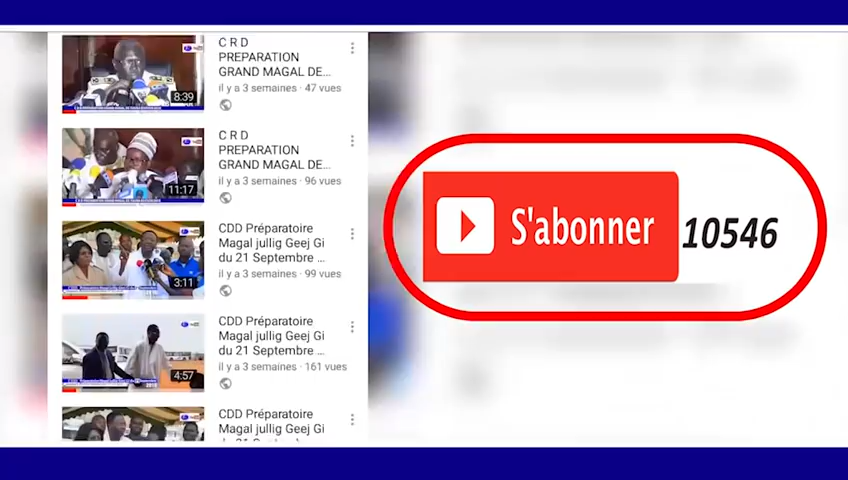 C R D
PREPARATION
GRAND MAGAL DE...
il y a 3 semaines · 47 vues
8:39
C R D
PREPARATION
GRAND MAGAL DE...
il y a 3 semaines · 96 vues
11:17
CDD Préparatoire
Magal jullig Geej Gi
du 21 Septembre ...
il y a 3 semaines · 99 vues
3:11
CDD Préparatoire
Magal jullig Geej Gi
du 21 Septembre ...
il y a 3 semaines · 161 vues
4:57
CDD Préparatoire
Magal jullig Geej Gi
S'abonner
10546